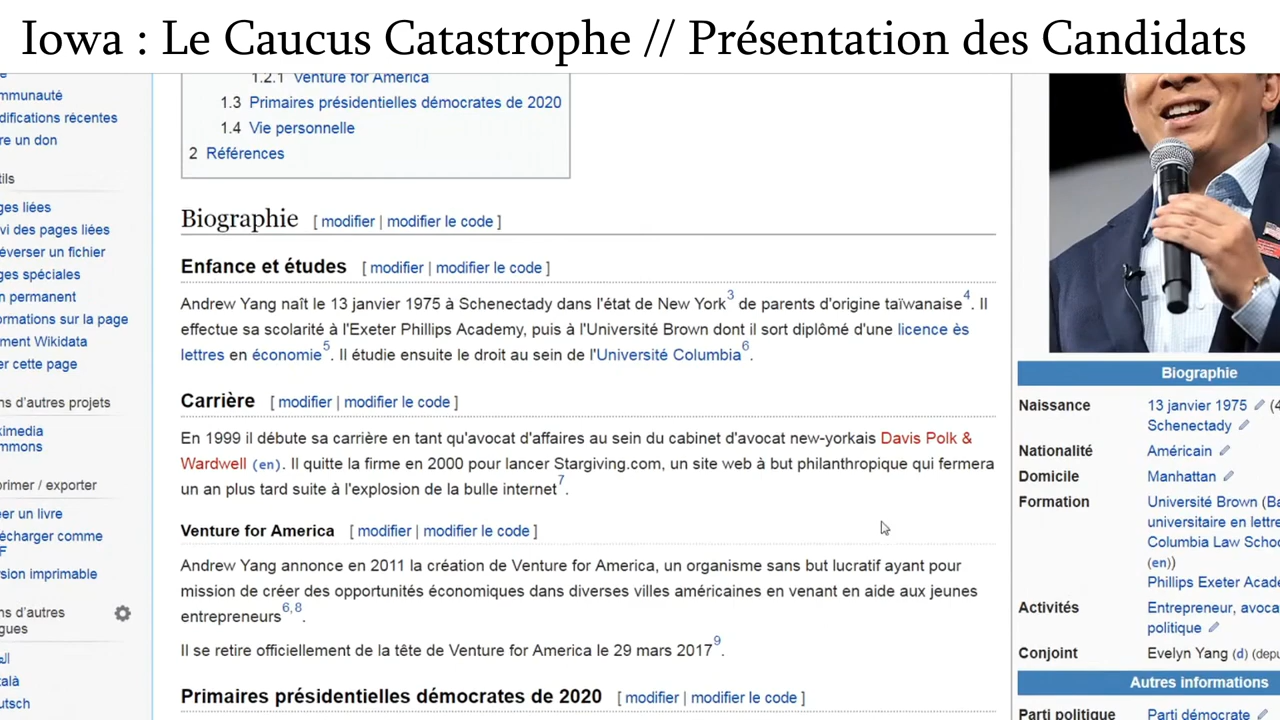 Iowa : Le Caucus Catastrophe // Présentation des Candidats
1.2.1 Venture for America
1.3 Primaires présidentielles démocrates de 2020
1.4 Vie personnelle
2 Références
mmunauté
difications récentes
re un don
tils
ges liées
vi des pages liées
éverser un fichier
ges spéciales
n permanent
ormations sur la page
ment Wikidata
er cette page
ns d'autres projets
kimedia
mmons
primer / exporter
er un livre
lécharger comme
F
rsion imprimable
ns d'autres
gues
talà
utsch
Biographie [ modifier | modifier le code ]
Enfance et études [ modifier | modifier le code ]
Andrew Yang naît le 13 janvier 1975 à Schenectady dans l'état de New York3 de parents d'origine taïwanaise4. Il
effectue sa scolarité à l'Exeter Phillips Academy, puis à l'Université Brown dont il sort diplômé d'une licence ès
lettres en économie5. Il étudie ensuite le droit au sein de l'Université Columbia6.
Carrière [ modifier | modifier le code ]
En 1999 il débute sa carrière en tant qu'avocat d'affaires au sein du cabinet d'avocat new-yorkais Davis Polk &
Wardwell (en). Il quitte la firme en 2000 pour lancer Stargiving.com, un site web à but philanthropique qui fermera
un an plus tard suite à l'explosion de la bulle internet7.
Venture for America [ modifier | modifier le code ]
Andrew Yang annonce en 2011 la création de Venture for America, un organisme sans but lucratif ayant pour
mission de créer des opportunités économiques dans diverses villes américaines en venant en aide aux jeunes
entrepreneurs6,8.
Il se retire officiellement de la tête de Venture for America le 29 mars 20179.
Primaires présidentielles démocrates de 2020 [ modifier | modifier le code ]
Biographie
Naissance 13 janvier 1975 (4
Schenectady
Nationalité Américain
Domicile Manhattan
Formation Université Brown (Ba
universitaire en lettre
Columbia Law Schoo
(en))
Phillips Exeter Acade
Activités Entrepreneur, avoca
politique
Conjoint Evelyn Yang (d) (depu
Autres informations
Parti politique Parti démocrate